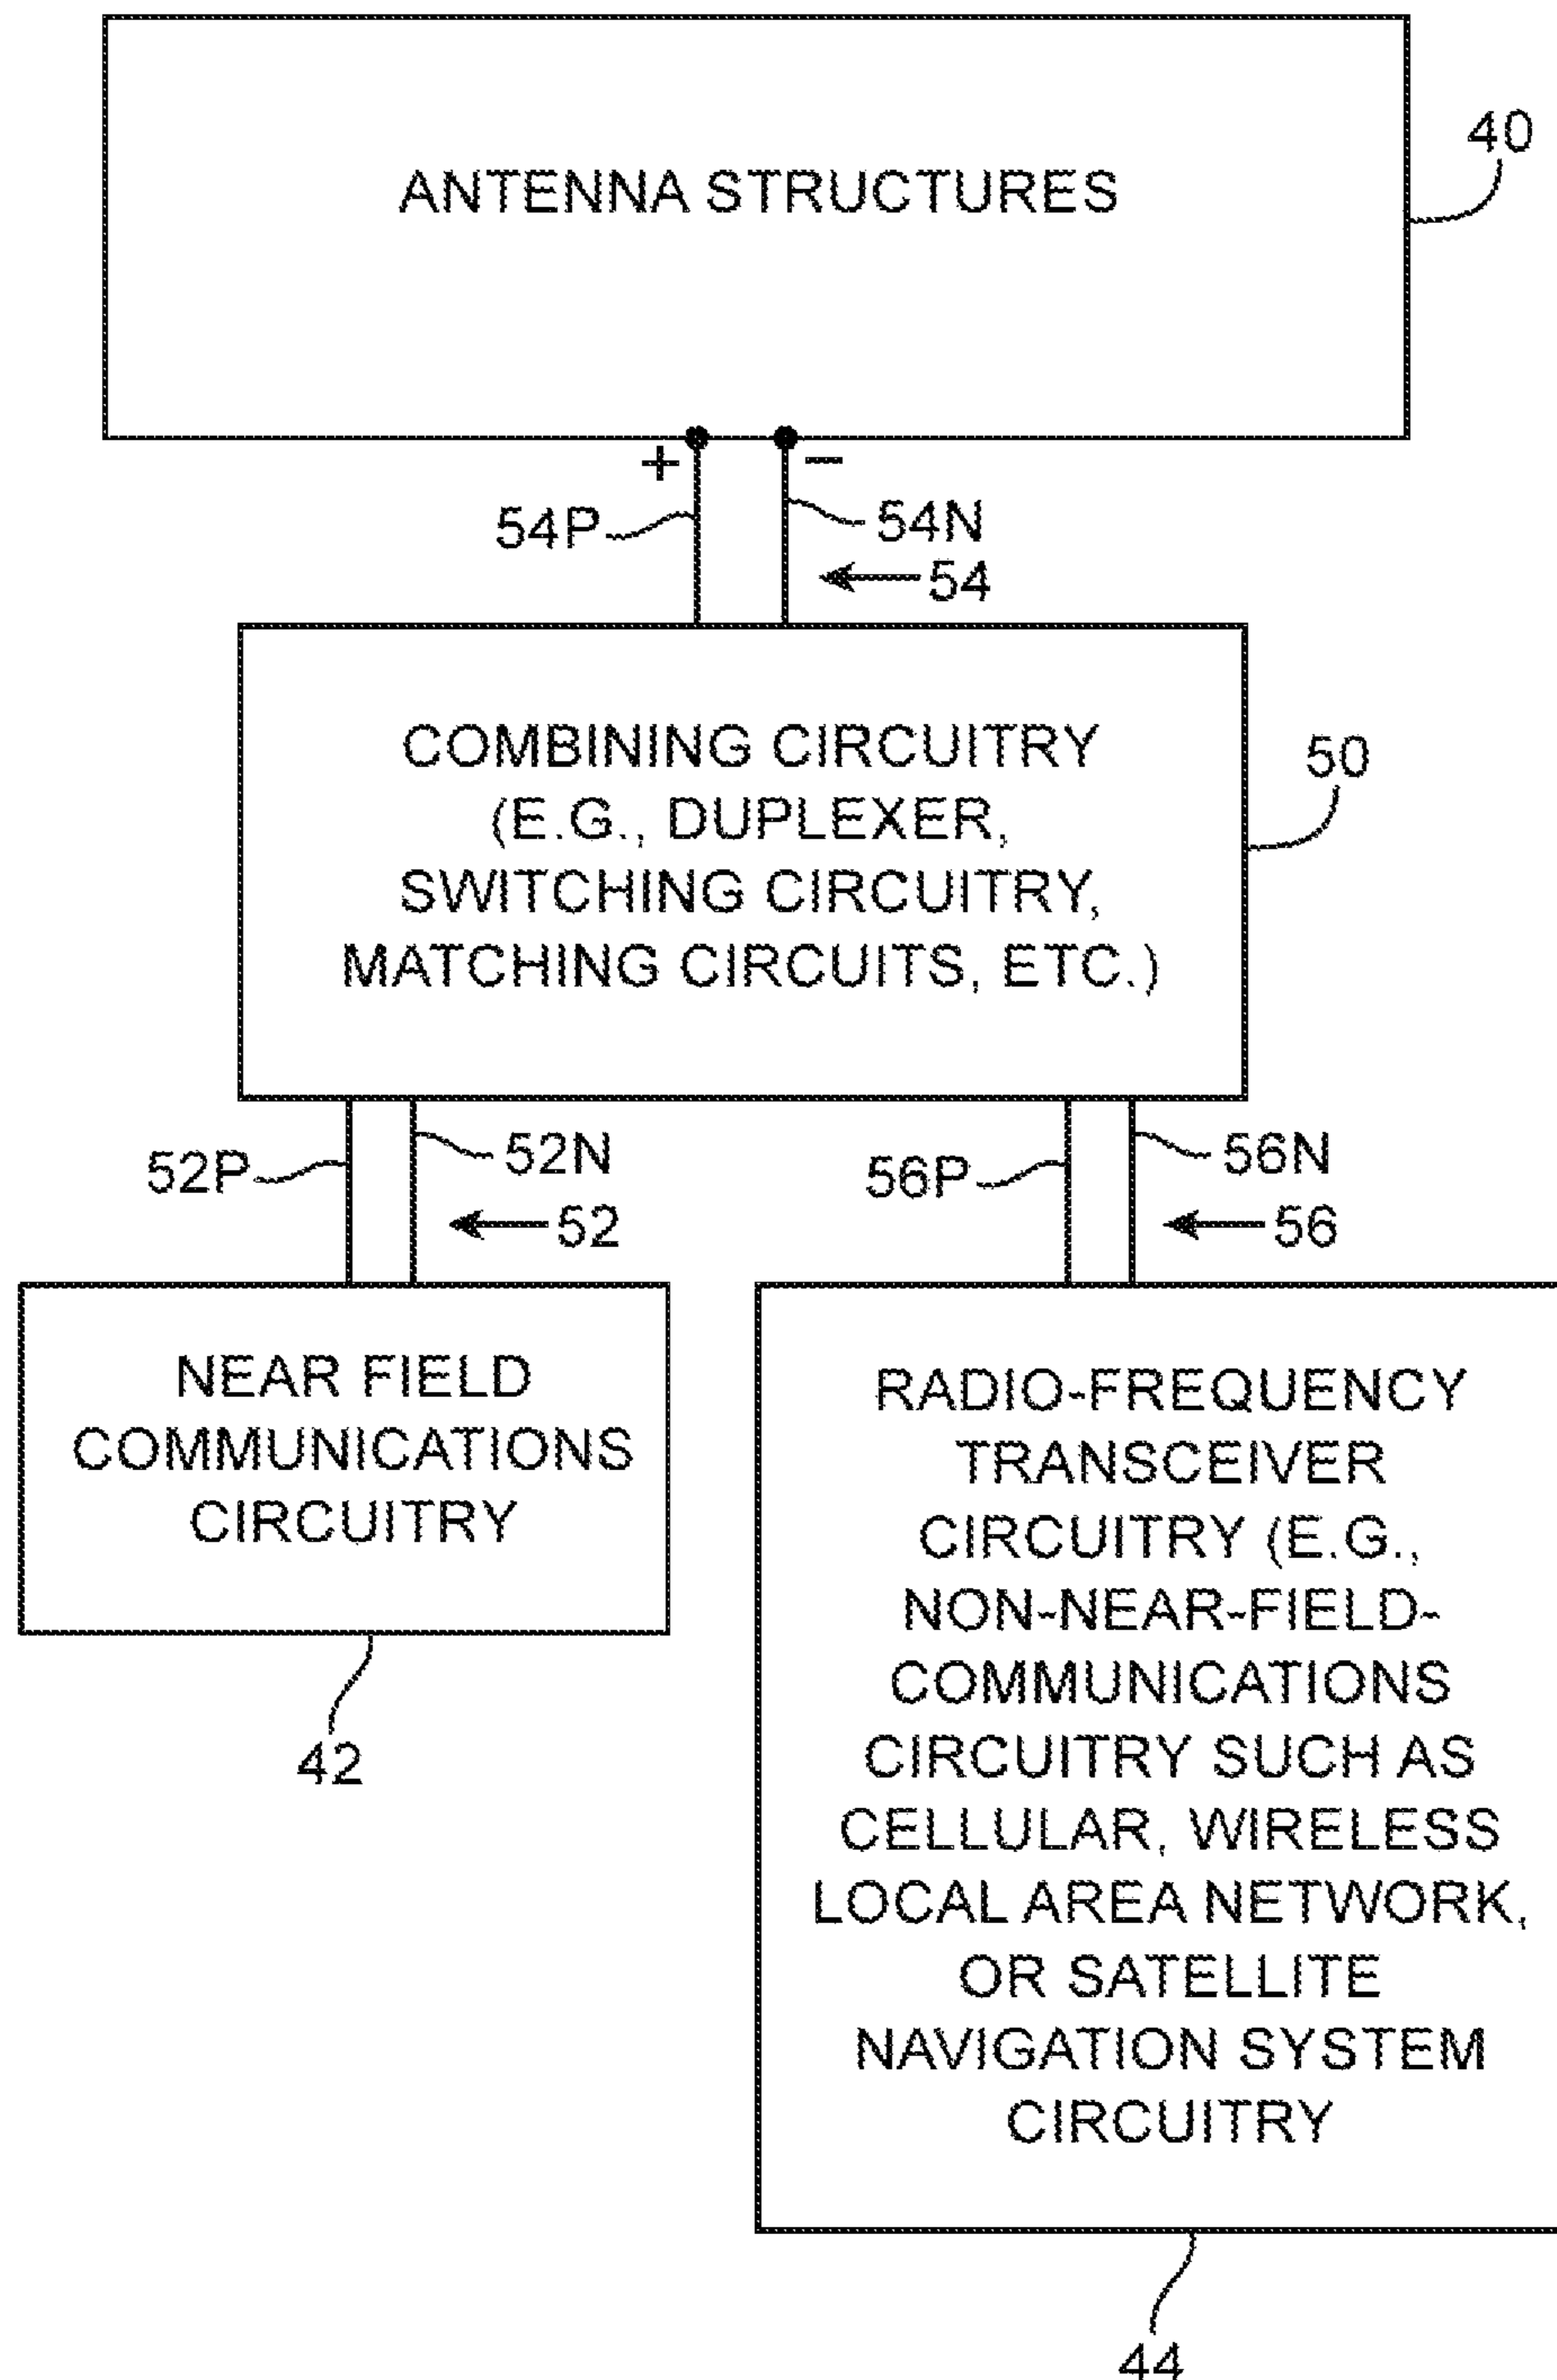 ANTENNA STRUCTURES
40
+
−
54P
54N
54
COMBINING CIRCUITRY
(E.G., DUPLEXER,
SWITCHING CIRCUITRY,
MATCHING CIRCUITS, ETC.)
50
52P
52N
52
56P
56N
56
NEAR FIELD
COMMUNICATIONS
CIRCUITRY
42
RADIO-FREQUENCY
TRANSCEIVER
CIRCUITRY (E.G.,
NON-NEAR-FIELD-
COMMUNICATIONS
CIRCUITRY SUCH AS
CELLULAR, WIRELESS
LOCAL AREA NETWORK,
OR SATELLITE
NAVIGATION SYSTEM
CIRCUITRY
44